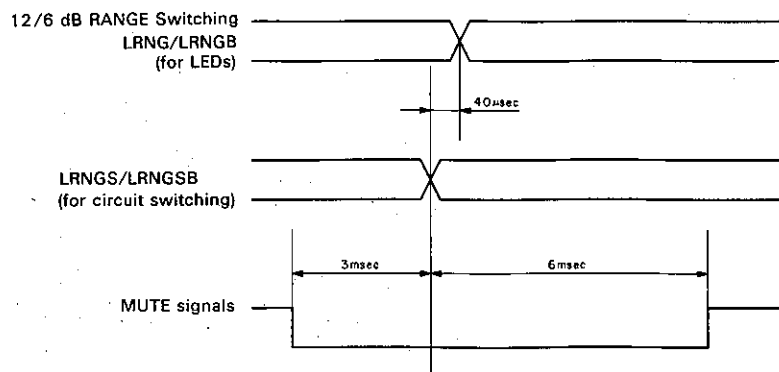 12/6 dB RANGE Switching
LRNG/LRNGB
(for LEDs)
40μsec
LRNGS/LRNGSB
(for circuit switching)
3msec
6msec
MUTE signals